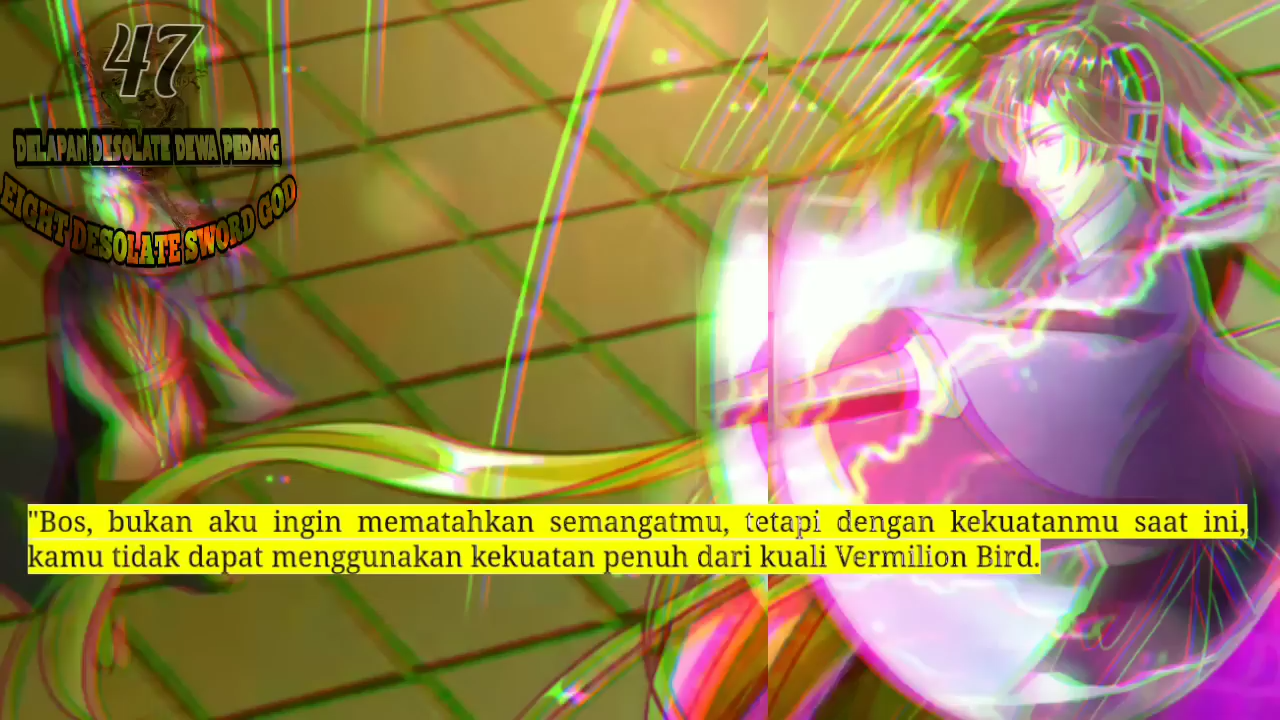 47
DELAPAN DESOLATE DEWA PEDANG
EIGHT DESOLATE SWORD GOD
"Bos, bukan aku ingin mematahkan semangatmu, tetapi dengan kekuatanmu saat ini,
kamu tidak dapat menggunakan kekuatan penuh dari kuali Vermilion Bird.